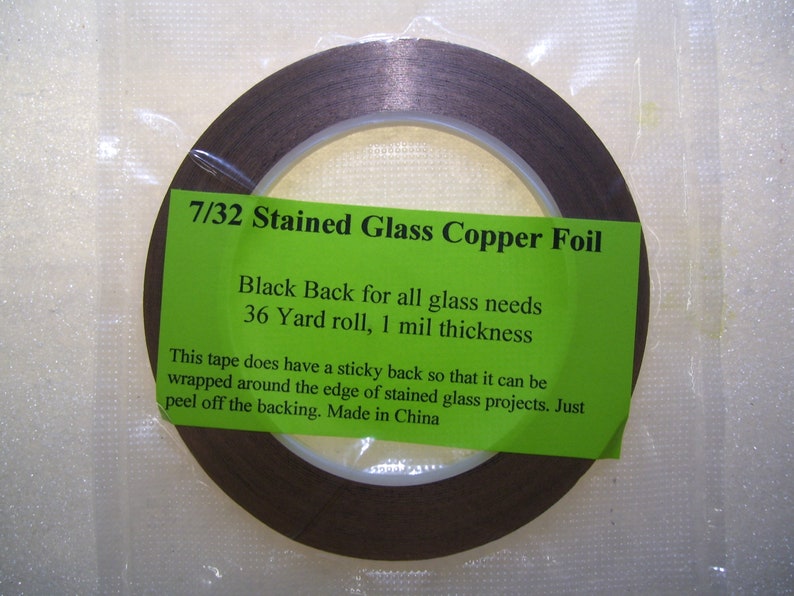 7/32 Stained Glass Copper Foil
Black Back for all glass needs
36 Yard roll, 1 mil thickness
This tape does have a sticky back so that it can be
wrapped around the edge of stained glass projects. Just
peel off the backing. Made in China